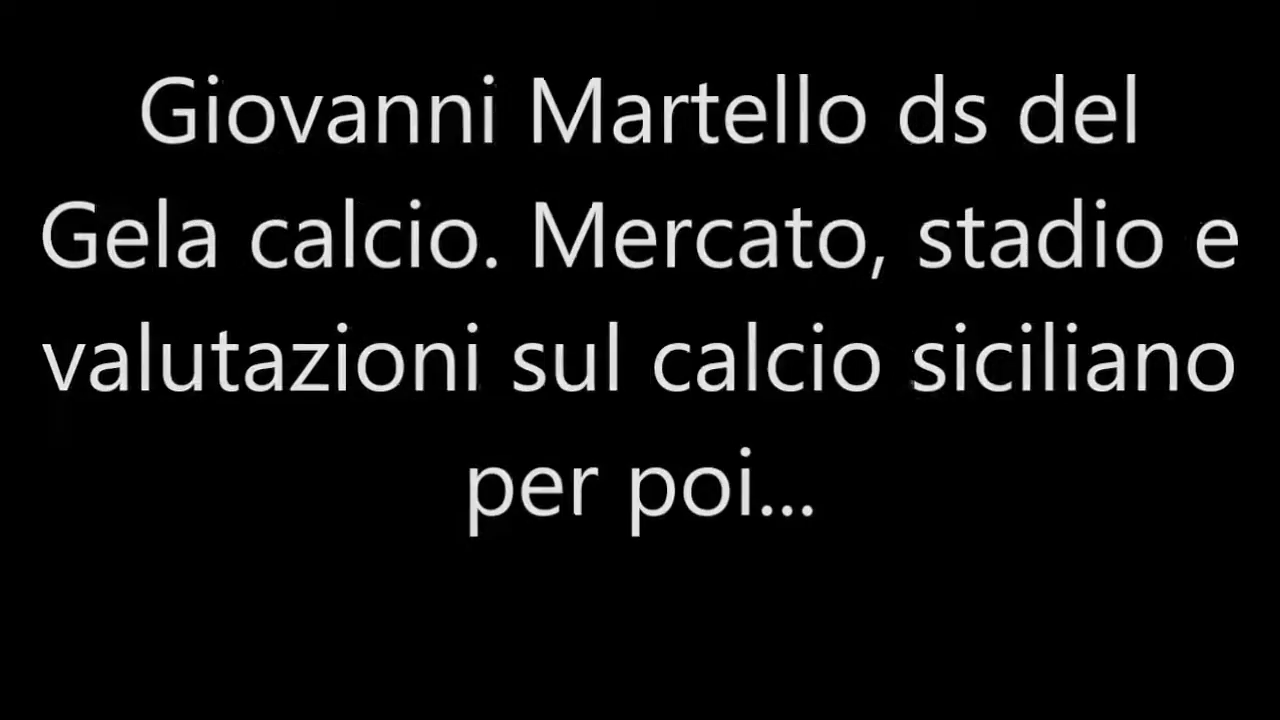 Giovanni Martello ds del
Gela calcio. Mercato, stadio e
valutazioni sul calcio siciliano
per poi...